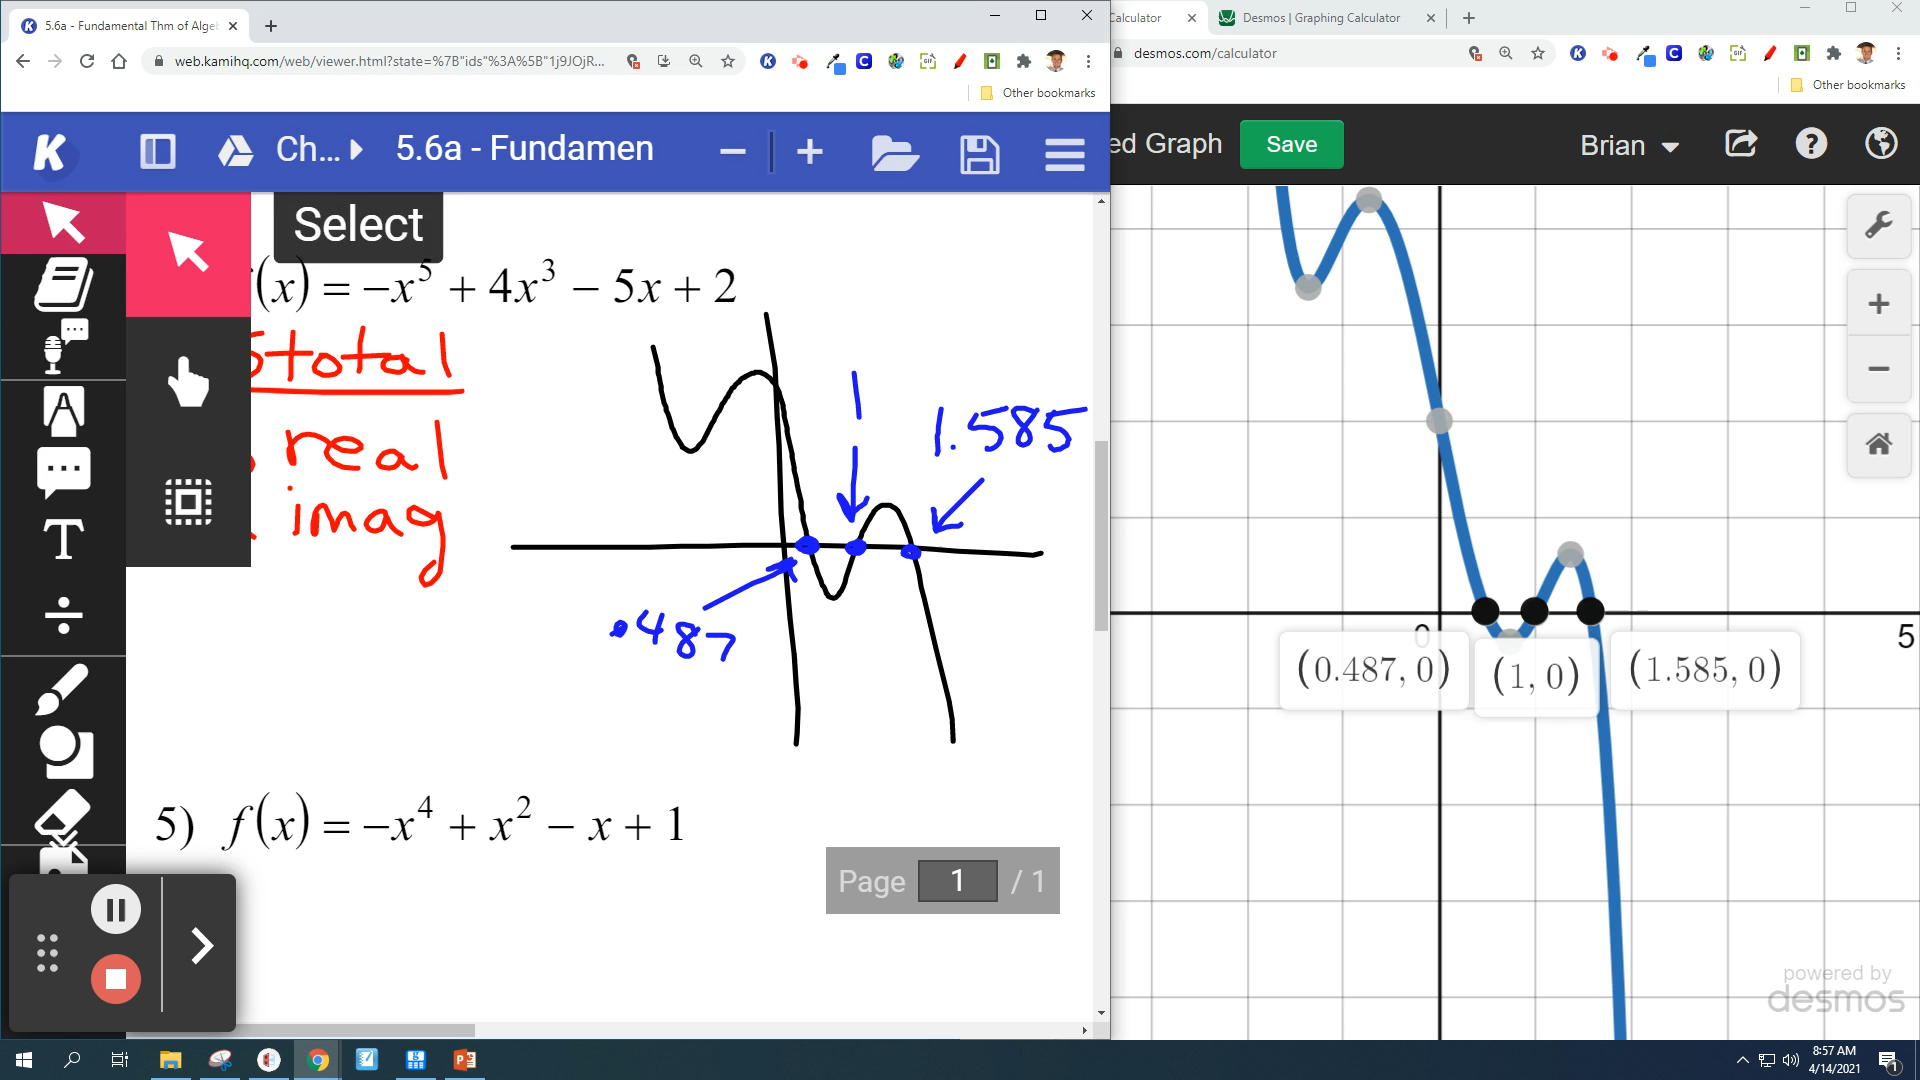 5.6a - Fundamental Thm of Alge
web.kamihq.com/web/viewer.html?state=%7B"ids"%3A%5B"1j9JOjR...
Other bookmarks
Ch...
5.6a - Fundamen
Select
(x) = −x⁵ + 4x³ − 5x + 2
5 total
real
imag
1
1.585
.487
5) f(x) = −x⁴ + x² − x + 1
Page 1 / 1
Calculator
Desmos | Graphing Calculator
desmos.com/calculator
Other bookmarks
ed Graph
Save
Brian
0
5
(0.487, 0)
(1, 0)
(1.585, 0)
powered by
desmos
8:57 AM
4/14/2021
1